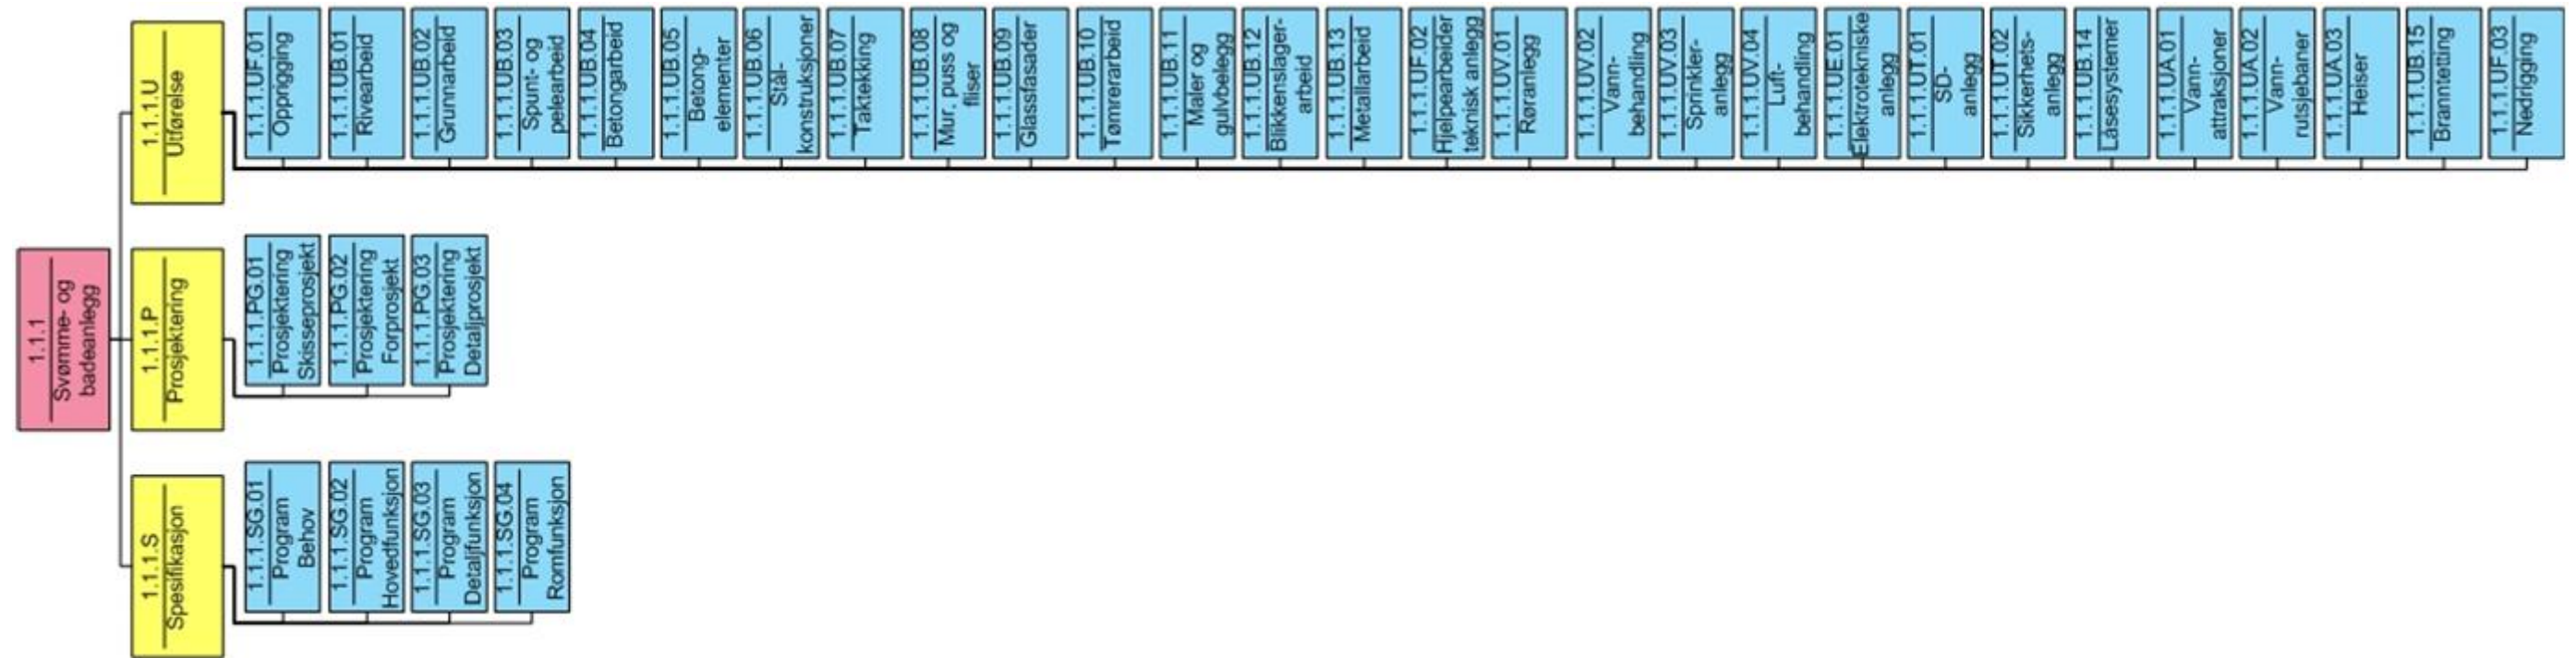 1.1.1
Svømme- og
badeanlegg
1.1.1.S
Spesifikasjon
1.1.1.SG.01
Program
Behov
1.1.1.SG.02
Program
Hovedfunksjon
1.1.1.SG.03
Program
Detaljfunksjon
1.1.1.SG.04
Program
Romfunksjon
1.1.1.P
Prosjektering
1.1.1.PG.01
Prosjektering
Skisseprosjekt
1.1.1.PG.02
Prosjektering
Forprosjekt
1.1.1.PG.03
Prosjektering
Detaljprosjekt
1.1.1.U
Utførelse
1.1.1.UF.01
Opprigging
1.1.1.UB.01
Rivearbeid
1.1.1.UB.02
Grunnarbeid
1.1.1.UB.03
Spunt- og
pelearbeid
1.1.1.UB.04
Betongarbeid
1.1.1.UB.05
Betong-
elementer
1.1.1.UB.06
Stål-
konstruksjoner
1.1.1.UB.07
Taktekking
1.1.1.UB.08
Mur, puss og
fliser
1.1.1.UB.09
Glassfasader
1.1.1.UB.10
Tømrerarbeid
1.1.1.UB.11
Maler og
gulvbelegg
1.1.1.UB.12
Blikkenslager-
arbeid
1.1.1.UB.13
Metallarbeid
1.1.1.UF.02
Hjelpearbeider
teknisk anlegg
1.1.1.UV.01
Røranlegg
1.1.1.UV.02
Vann-
behandling
1.1.1.UV.03
Sprinkler-
anlegg
1.1.1.UV.04
Luft-
behandling
1.1.1.UE.01
Elektrotekniske
anlegg
1.1.1.UT.01
SD-
anlegg
1.1.1.UT.02
Sikkerhets-
anlegg
1.1.1.UB.14
Låsesystemer
1.1.1.UA.01
Vann-
attraksjoner
1.1.1.UA.02
Vann-
rutsjebaner
1.1.1.UA.03
Heiser
1.1.1.UB.15
Branntetting
1.1.1.UF.03
Nedrigging